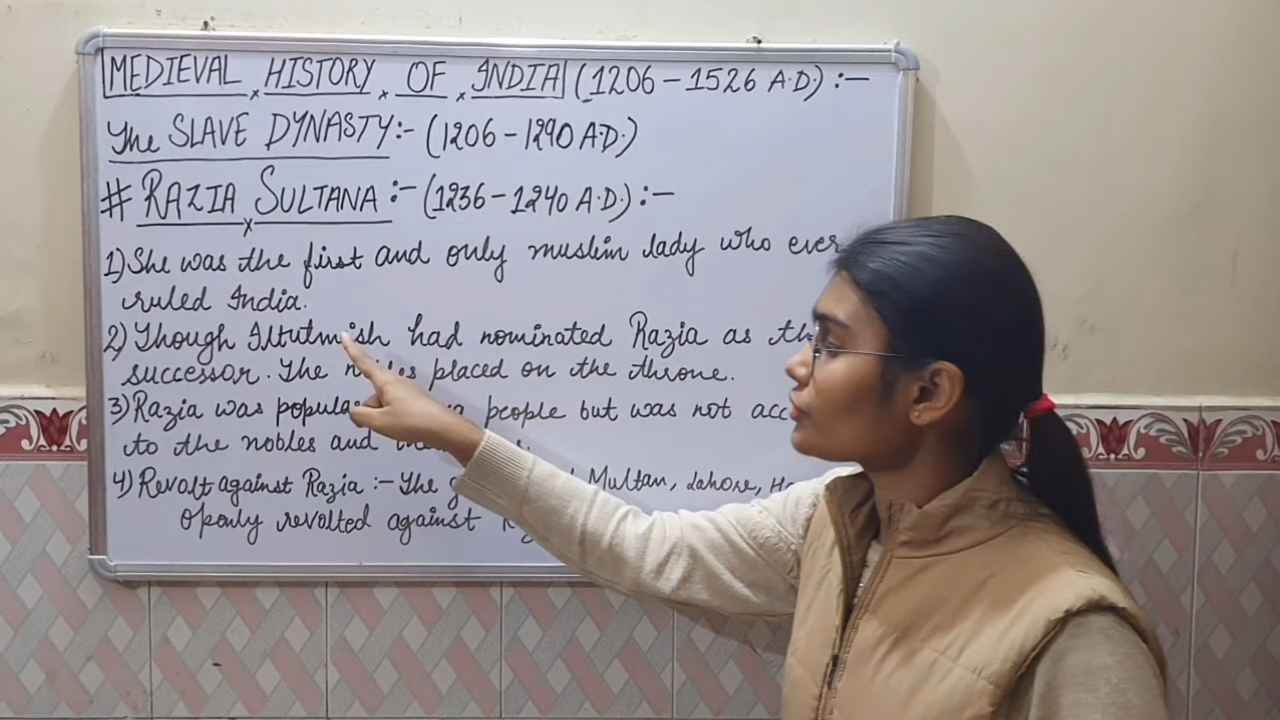 MEDIEVAL HISTORY OF INDIA (1206 - 1526 A.D.) :-
The SLAVE DYNASTY:- (1206 - 1290 A.D.)
# RAZIA SULTANA :- (1236 - 1240 A.D.) :-
1) She was the first and only muslim lady who ever
ruled India.
2) Though Iltutmish had nominated Razia as
successor. The placed on the throne.
3) Razia was people but was not
to the nobles and
4) Revolt against Razia :- The Multan, Lahore,
Openly revolted against